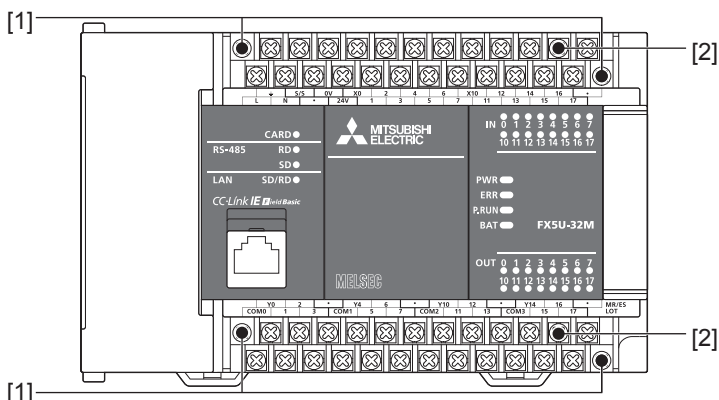 [1]
[2]
S/S 0V X0 2 4 6 X10 12 14 16 •
L N • 24V 1 3 5 7 11 13 15 17
CARD
RS-485 RD
SD
LAN SD/RD
CC-Link IE Field Basic
MITSUBISHI
ELECTRIC
MELSEC
IN 0 1 2 3 4 5 6 7
10 11 12 13 14 15 16 17
PWR
ERR
P.RUN
BAT FX5U-32M
OUT 0 1 2 3 4 5 6 7
10 11 12 13 14 15 16 17
Y0 2 • Y4 6 • Y10 12 • Y14 16 • MR/ES
COM0 1 3 COM1 5 7 COM2 11 13 COM3 15 17 LOT
[2]
[1]